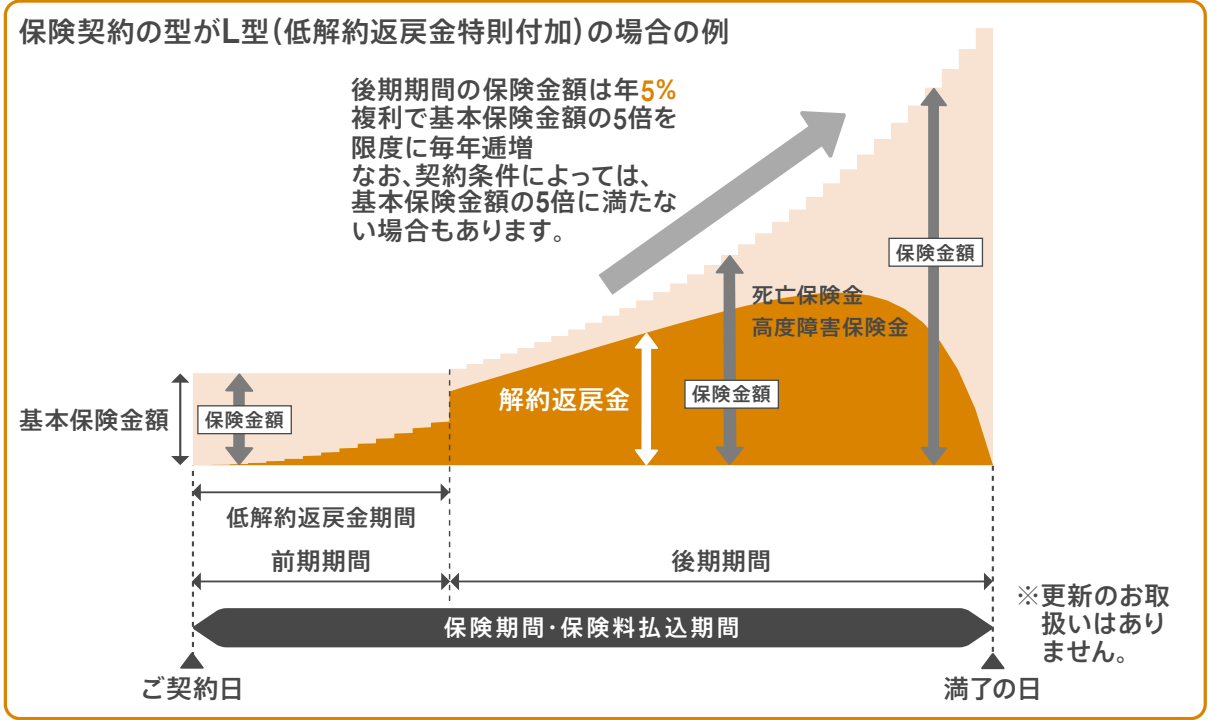 保険契約の型がL型(低解約返戻金特則付加)の場合の例
後期期間の保険金額は年5%
複利で基本保険金額の5倍を
限度に毎年逓増
なお、契約条件によっては、
基本保険金額の5倍に満たな
い場合もあります。
保険金額
死亡保険金
高度障害保険金
解約返戻金
保険金額
基本保険金額
保険金額
低解約返戻金期間
前期期間
後期期間
保険期間・保険料払込期間
※更新のお取
扱いはあり
ません。
ご契約日
満了の日